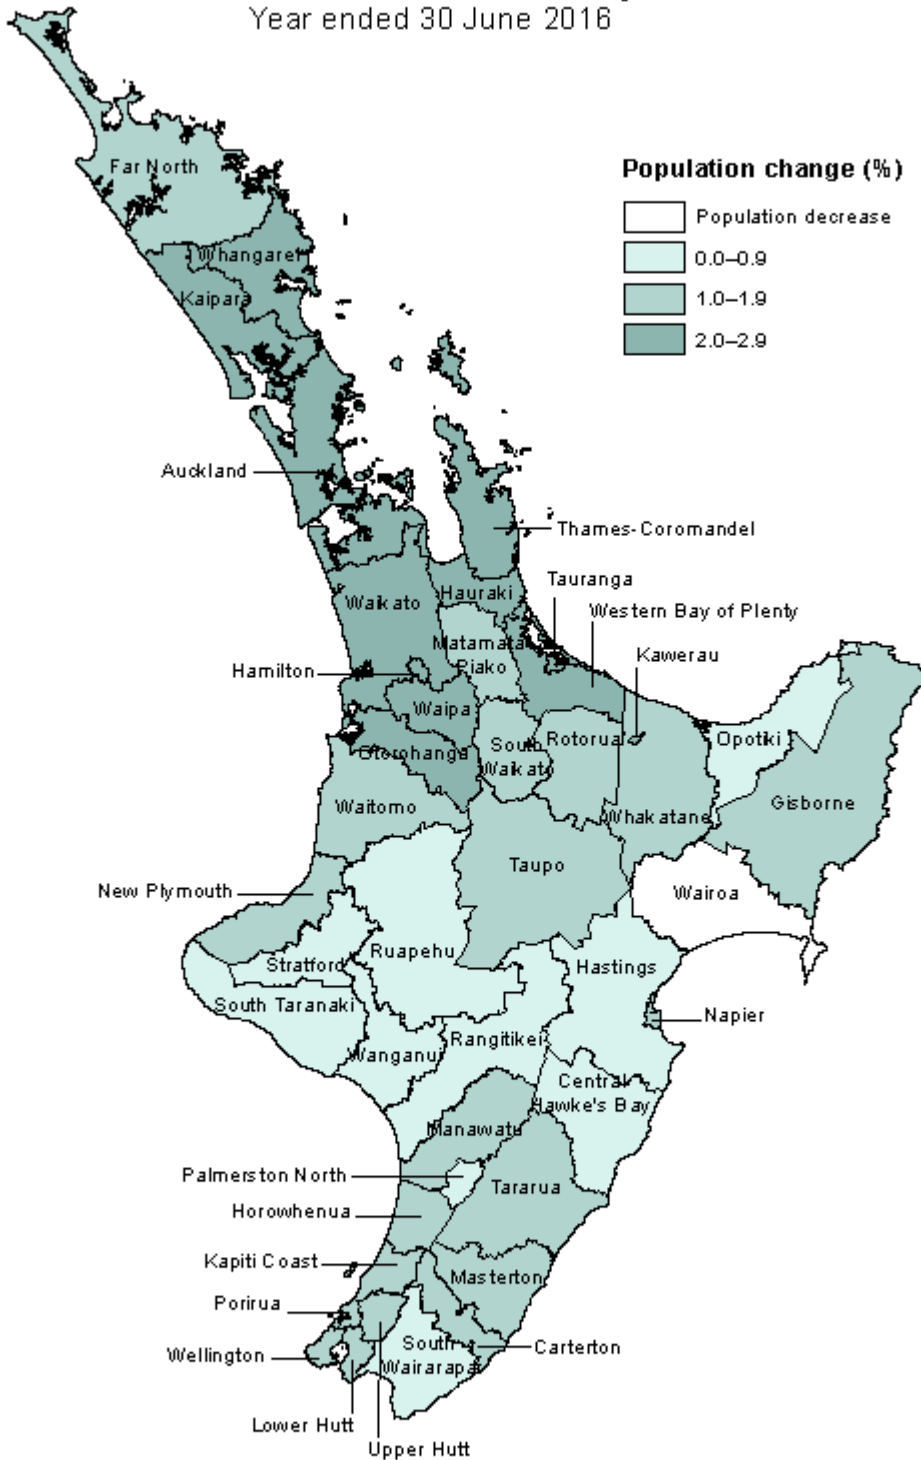 Year ended 30 June 2016
Far North
Population change (%)
Population decrease
0.0–0.9
1.0–1.9
2.0–2.9
Whangarei
Kaipara
Auckland
Thames-Coromandel
Tauranga
Hauraki
Waikato
Western Bay of Plenty
Matamata
Piako
Kawerau
Hamilton
Waipa
Otorohanga
South
Waikato
Rotorua
Opotiki
Gisborne
Waitomo
Whakatane
Taupo
Wairoa
New Plymouth
Ruapehu
Stratford
Hastings
South Taranaki
Napier
Rangitikei
Wanganui
Central
Hawke's Bay
Manawatu
Palmerston North
Tararua
Horowhenua
Kapiti Coast
Masterton
Porirua
South
Wairarapa
Carterton
Wellington
Lower Hutt
Upper Hutt